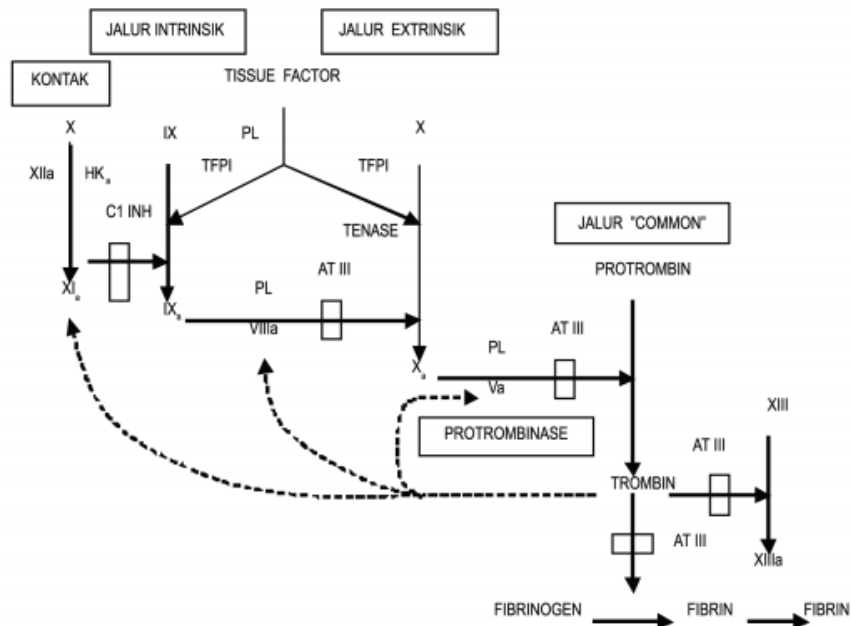 JALUR INTRINSIK
JALUR EXTRINSIK
KONTAK
TISSUE FACTOR
X
IX
PL
X
XIIa
HKa
TFPI
TFPI
C1 INH
TENASE
JALUR "COMMON"
XIa
AT III
PROTROMBIN
IXa
PL
VIIIa
AT III
PL
Xa
Va
XIII
PROTROMBINASE
AT III
TROMBIN
AT III
XIIIa
FIBRINOGEN
FIBRIN
FIBRIN